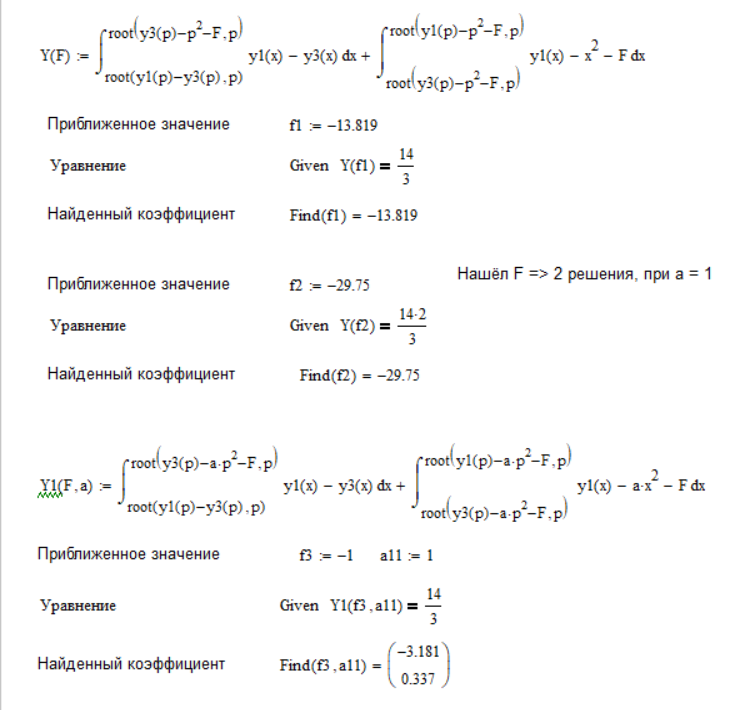 Y(F) := ∫_{root(y1(p)−y3(p),p)}^{root(y3(p)−p²−F,p)} y1(x) − y3(x) dx + ∫_{root(y3(p)−p²−F,p)}^{root(y1(p)−p²−F,p)} y1(x) − x² − F dx
Приближенное значение f1 := −13.819
Уравнение Given Y(f1) = 14/3
Найденный коэффициент Find(f1) = −13.819
Нашёл F => 2 решения, при a = 1
Приближенное значение f2 := −29.75
Уравнение Given Y(f2) = 14·2/3
Найденный коэффициент Find(f2) = −29.75
Y1(F,a) := ∫_{root(y1(p)−y3(p),p)}^{root(y3(p)−a·p²−F,p)} y1(x) − y3(x) dx + ∫_{root(y3(p)−a·p²−F,p)}^{root(y1(p)−a·p²−F,p)} y1(x) − a·x² − F dx
Приближенное значение f3 := −1 a11 := 1
Уравнение Given Y1(f3,a11) = 14/3
Найденный коэффициент Find(f3,a11) = (−3.181 0.337)